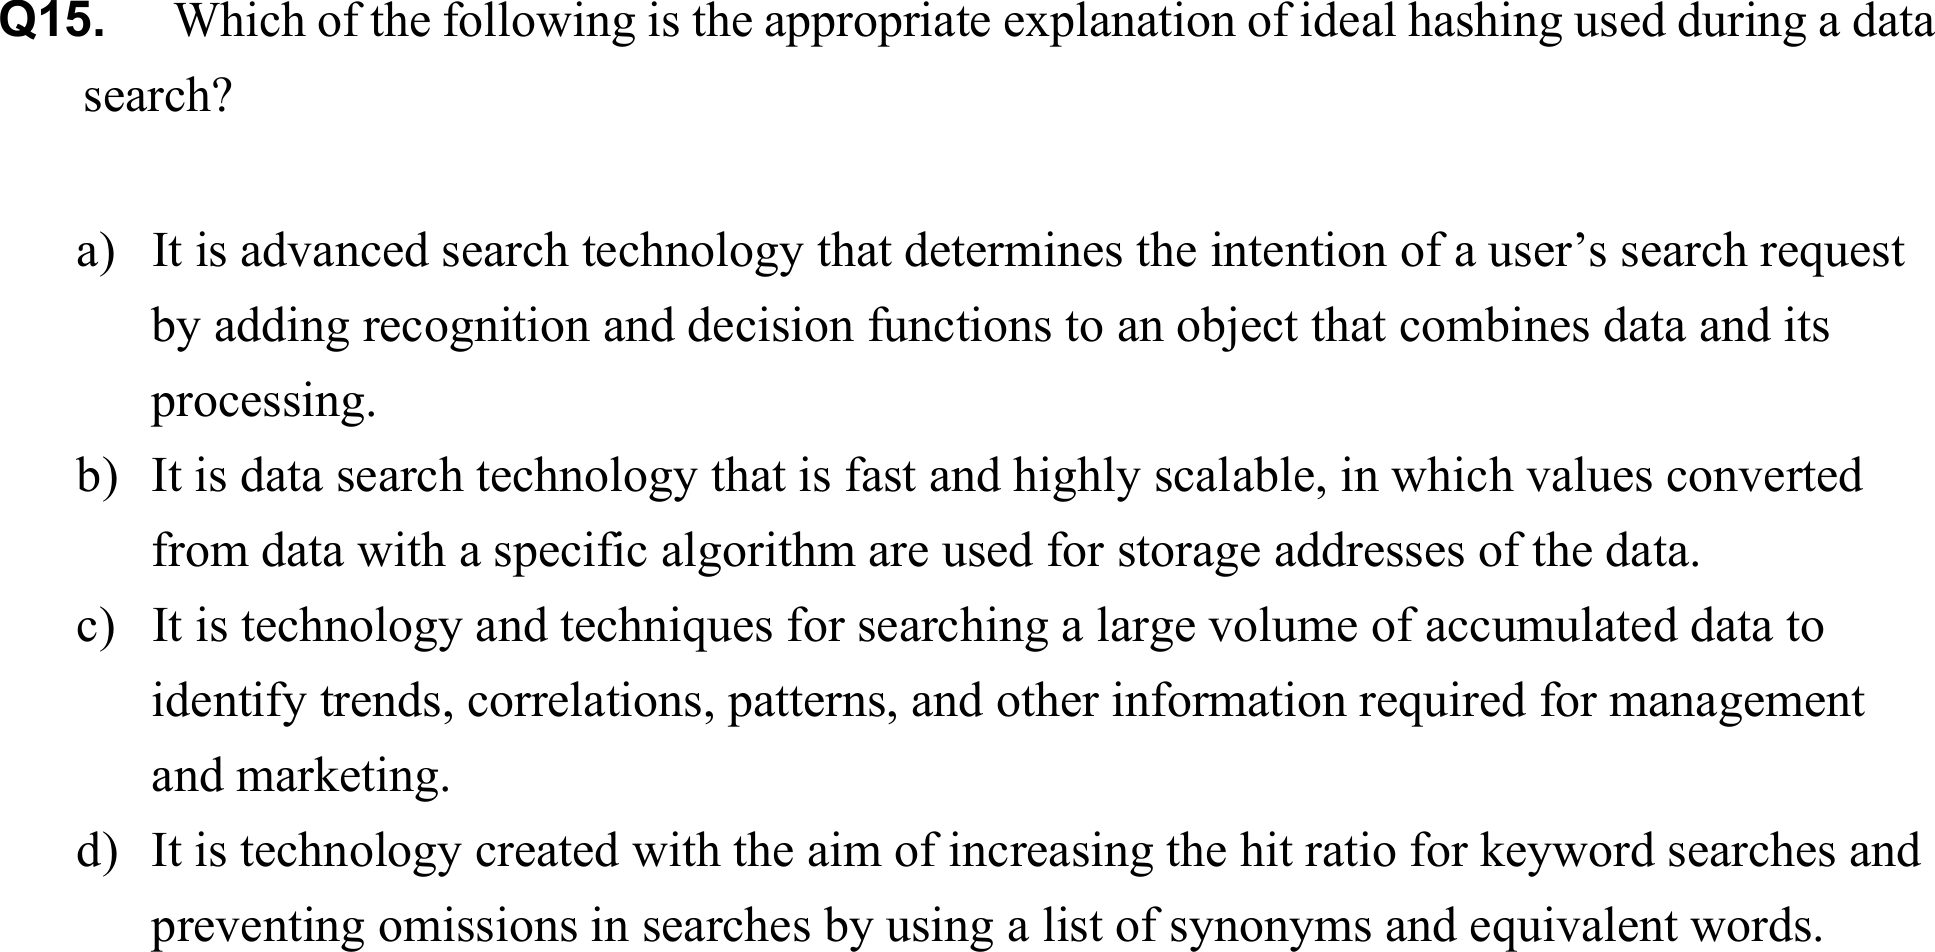 Q15. Which of the following is the appropriate explanation of ideal hashing used during a data
search?
a) It is advanced search technology that determines the intention of a user’s search request
by adding recognition and decision functions to an object that combines data and its
processing.
b) It is data search technology that is fast and highly scalable, in which values converted
from data with a specific algorithm are used for storage addresses of the data.
c) It is technology and techniques for searching a large volume of accumulated data to
identify trends, correlations, patterns, and other information required for management
and marketing.
d) It is technology created with the aim of increasing the hit ratio for keyword searches and
preventing omissions in searches by using a list of synonyms and equivalent words.